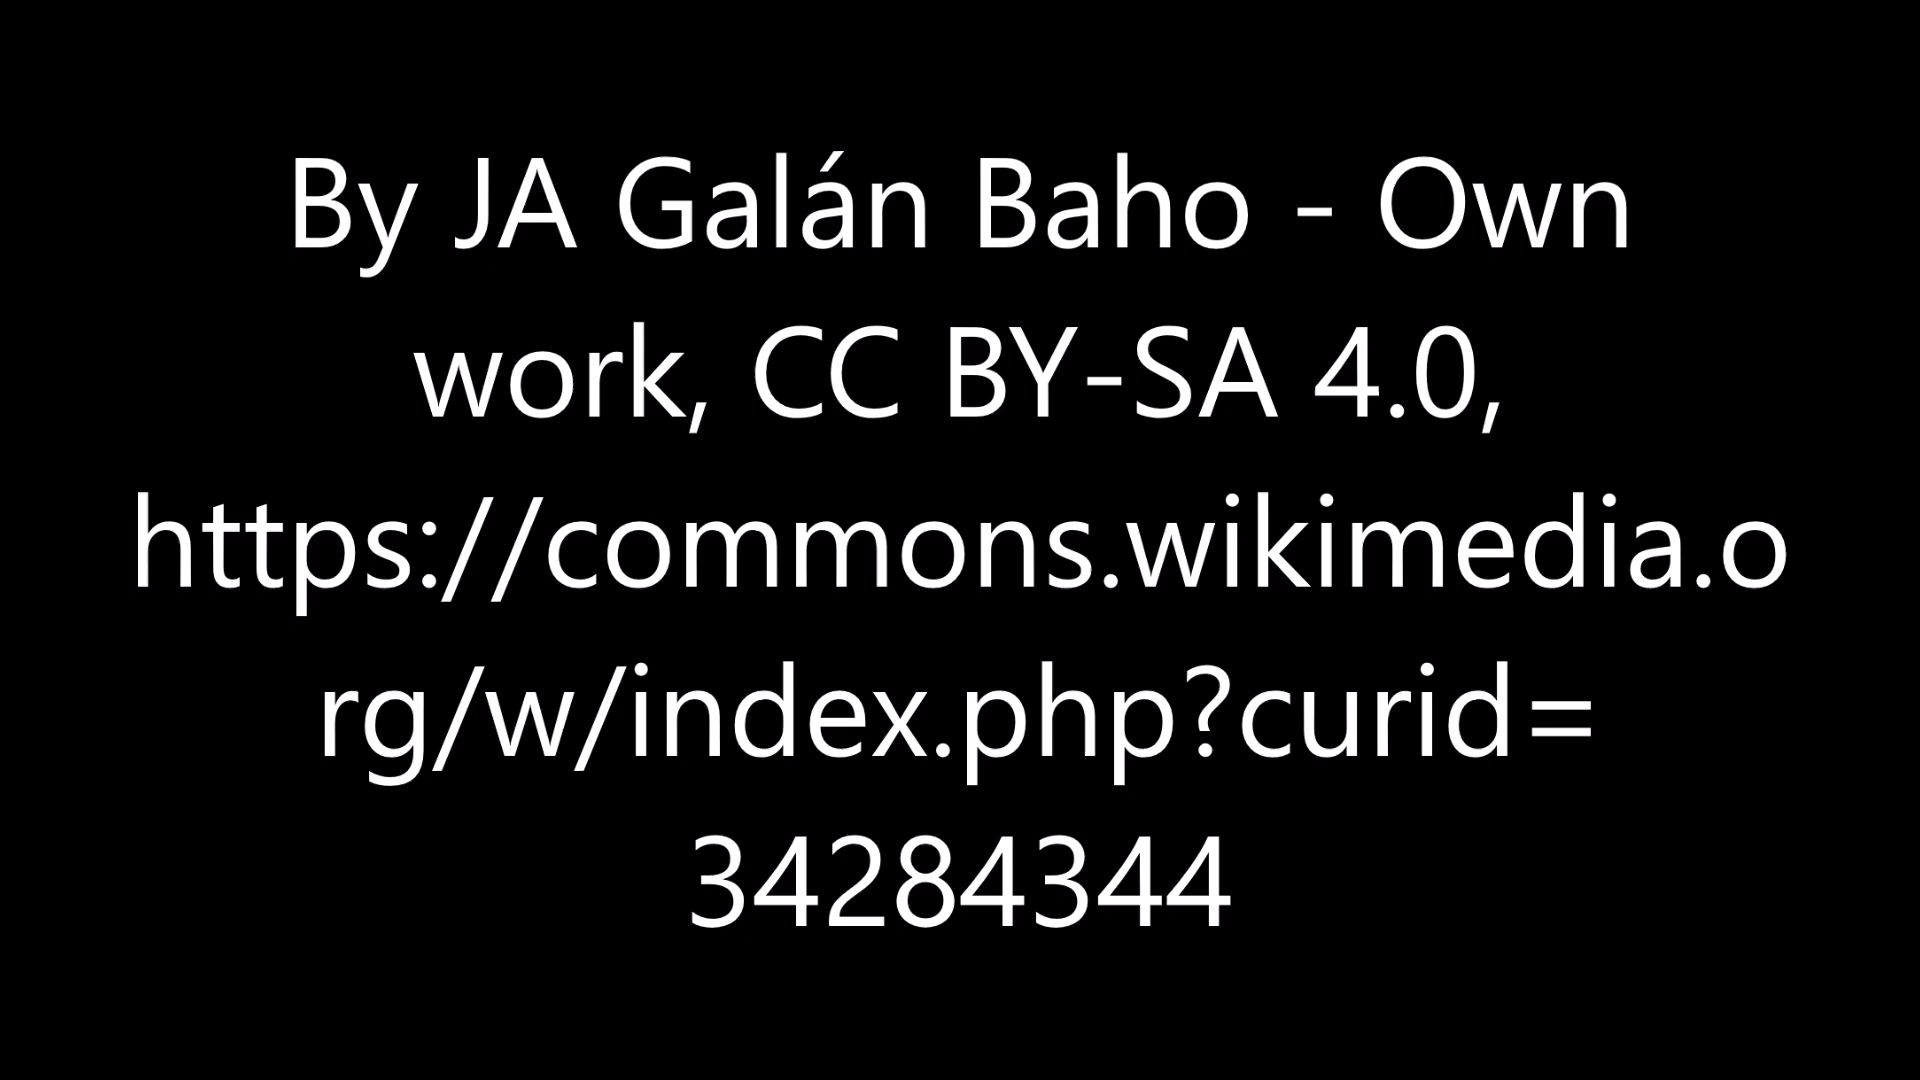 By JA Galán Baho - Own
work, CC BY-SA 4.0,
https://commons.wikimedia.o
rg/w/index.php?curid=
34284344